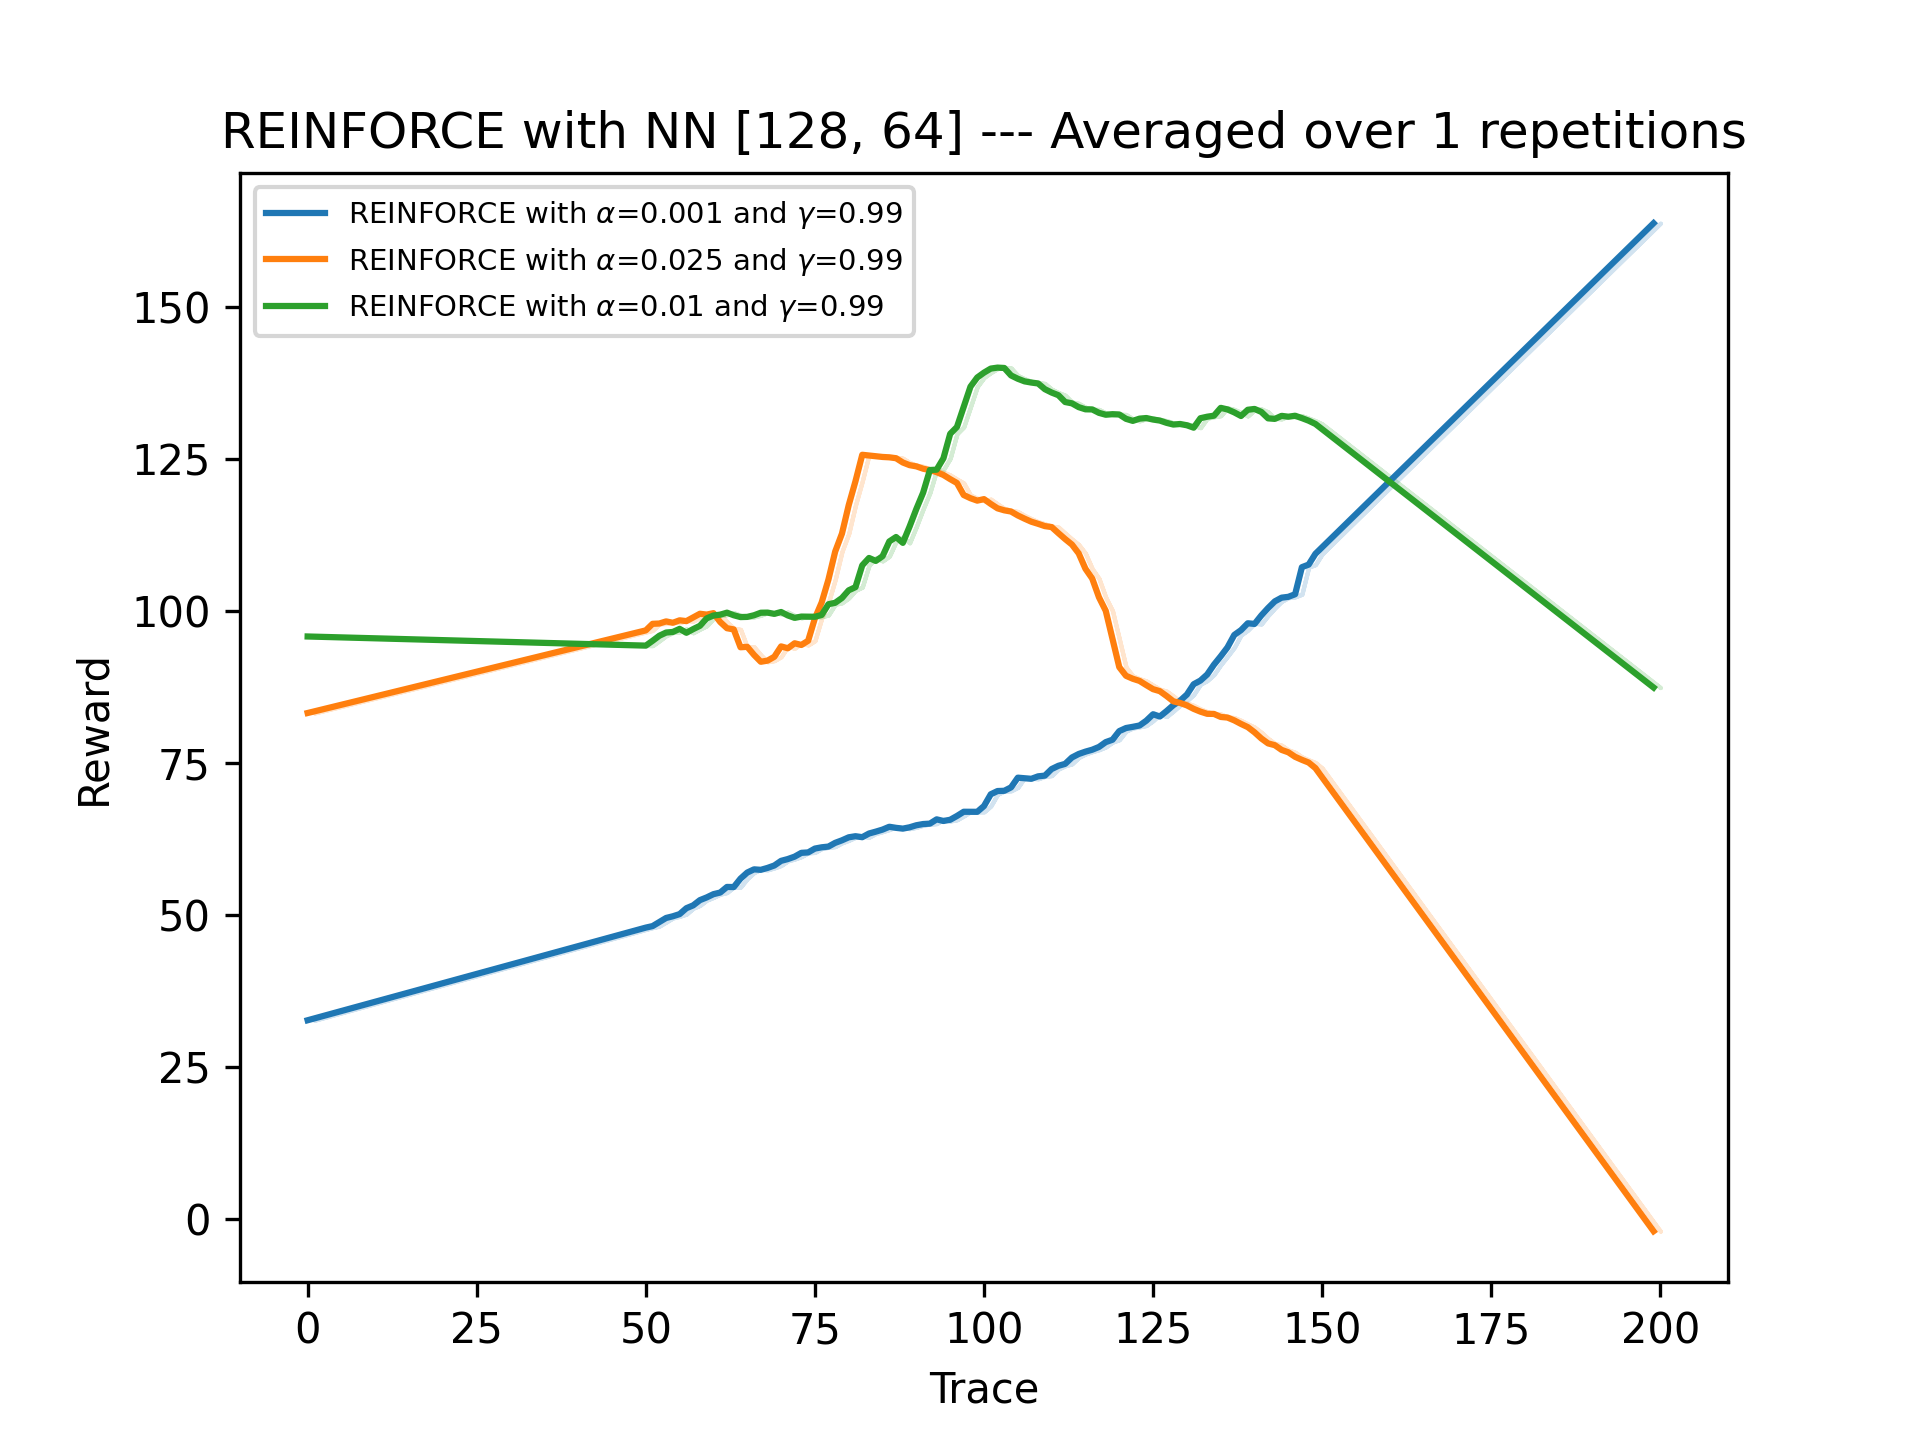 REINFORCE with NN [128, 64] --- Averaged over 1 repetitions
REINFORCE with α=0.001 and γ=0.99
REINFORCE with α=0.025 and γ=0.99
REINFORCE with α=0.01 and γ=0.99
150
125
100
75
50
25
0
Reward
0 25 50 75 100 125 150 175 200
Trace